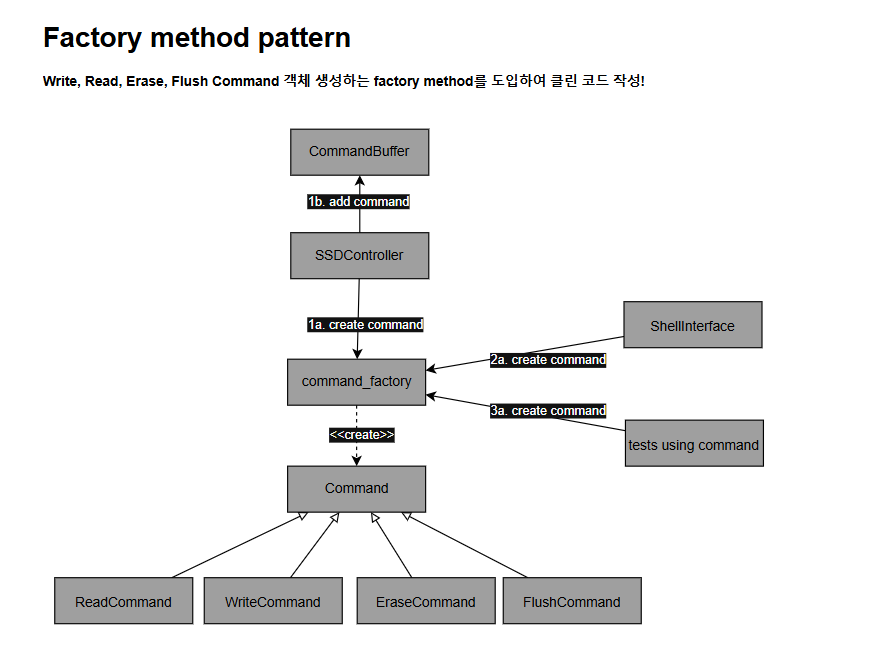 Factory method pattern
Write, Read, Erase, Flush Command 객체 생성하는 factory method를 도입하여 클린 코드 작성!
CommandBuffer
1b. add command
SSDController
1a. create command
ShellInterface
2a. create command
command_factory
3a. create command
<<create>>
tests using command
Command
ReadCommand
WriteCommand
EraseCommand
FlushCommand